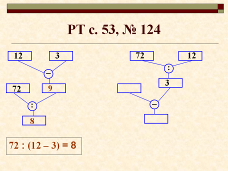 РТ с. 53, № 124
12 3 72 12
– :
72 9 3
: –
8
72 : (12 – 3) = 8